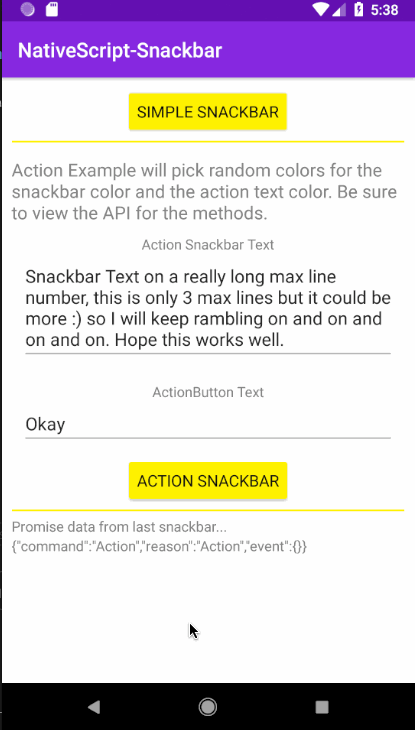 5:38
NativeScript-Snackbar
SIMPLE SNACKBAR
Action Example will pick random colors for the
snackbar color and the action text color. Be sure
to view the API for the methods.
Action Snackbar Text
Snackbar Text on a really long max line
number, this is only 3 max lines but it could be
more :) so I will keep rambling on and on and
on and on. Hope this works well.
ActionButton Text
Okay
ACTION SNACKBAR
Promise data from last snackbar...
{"command":"Action","reason":"Action","event":{}}